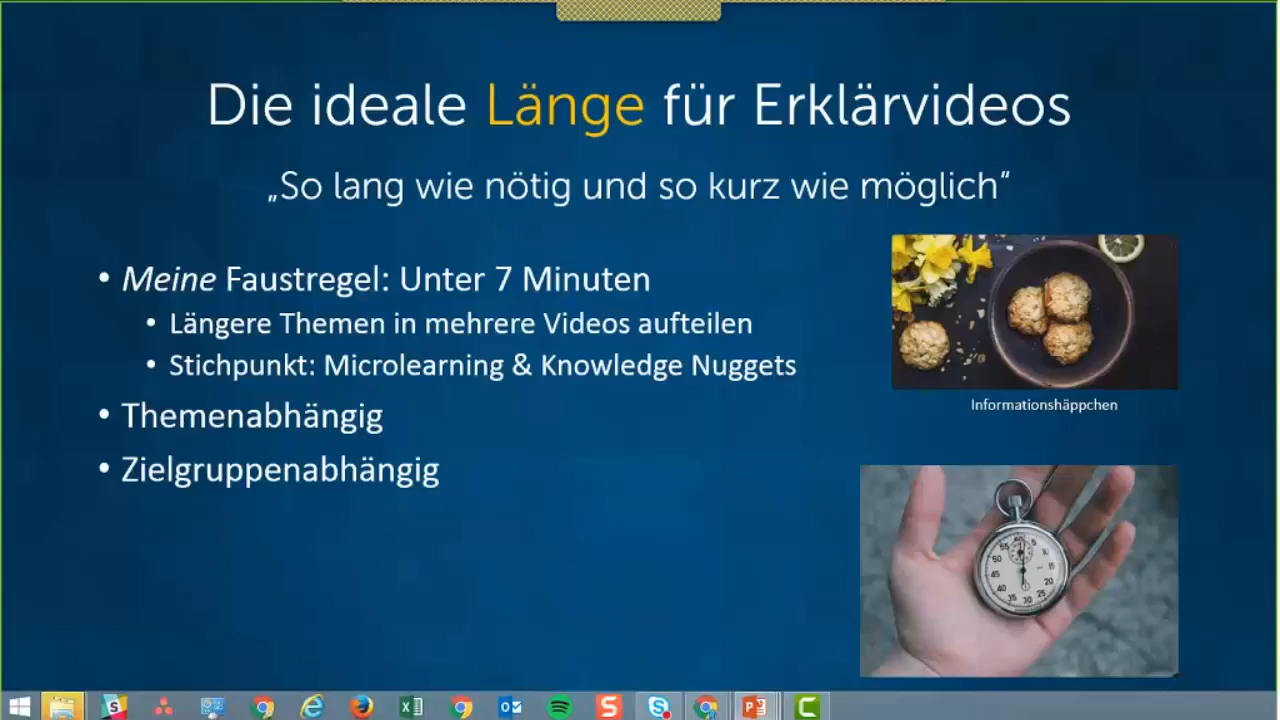 Die ideale Länge für Erklärvideos
„So lang wie nötig und so kurz wie möglich“
• Meine Faustregel: Unter 7 Minuten
• Längere Themen in mehrere Videos aufteilen
• Stichpunkt: Microlearning & Knowledge Nuggets
• Themenabhängig
• Zielgruppenabhängig
Informationshäppchen